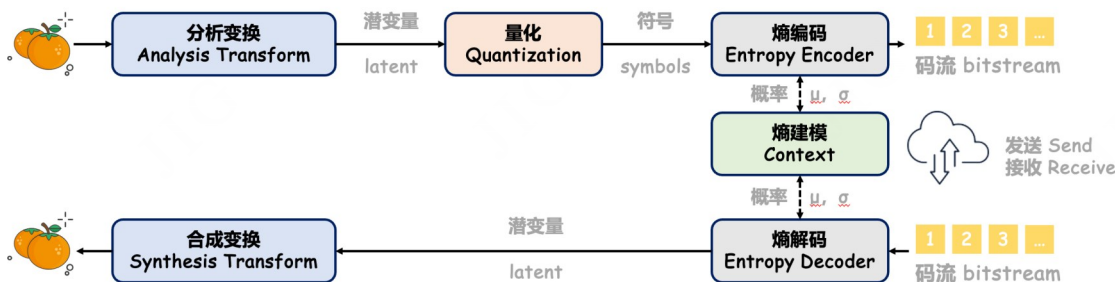 分析变换
Analysis Transform
潜变量
latent
量化
Quantization
符号
symbols
熵编码
Entropy Encoder
1 2 3 ...
码流 bitstream
概率 μ, σ
熵建模
Context
发送 Send
接收 Receive
概率 μ, σ
合成变换
Synthesis Transform
潜变量
latent
熵解码
Entropy Decoder
1 2 3 ...
码流 bitstream